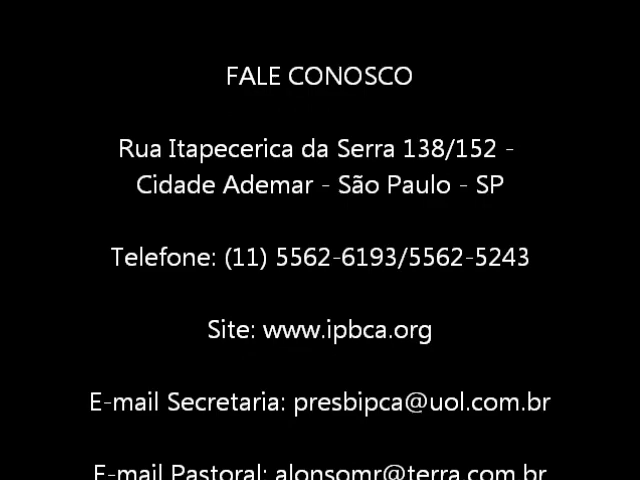 FALE CONOSCO
Rua Itapecerica da Serra 138/152 -
Cidade Ademar - São Paulo - SP
Telefone: (11) 5562-6193/5562-5243
Site: www.ipbca.org
E-mail Secretaria: presbipca@uol.com.br
E-mail Pastoral: alonsomr@terra.com.br